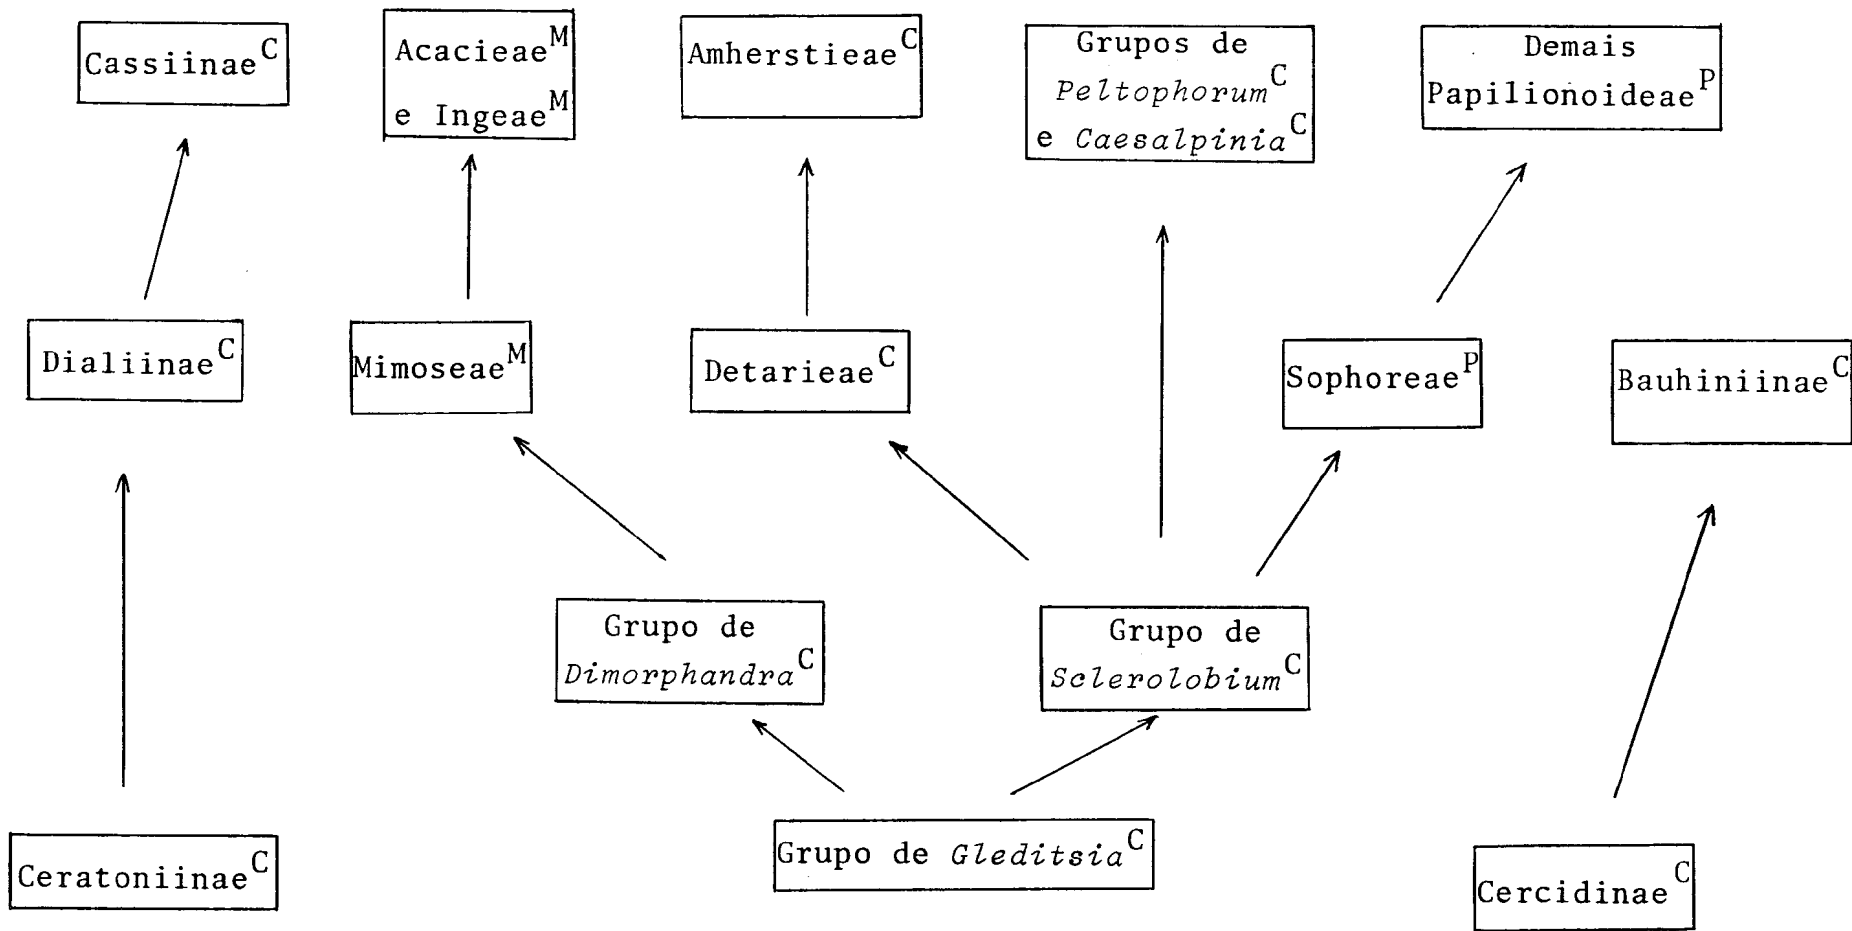 Cassiinae^C
Acacieae^M
e Ingeae^M
Amherstieae^C
Grupos de
Peltophorum^C
e Caesalpinia^C
Demais
Papilionoideae^P
Dialiinae^C
Mimoseae^M
Detarieae^C
Sophoreae^P
Bauhiniinae^C
Grupo de
Dimorphandra^C
Grupo de
Sclerolobium^C
Ceratoniinae^C
Grupo de Gleditsia^C
Cercidinae^C